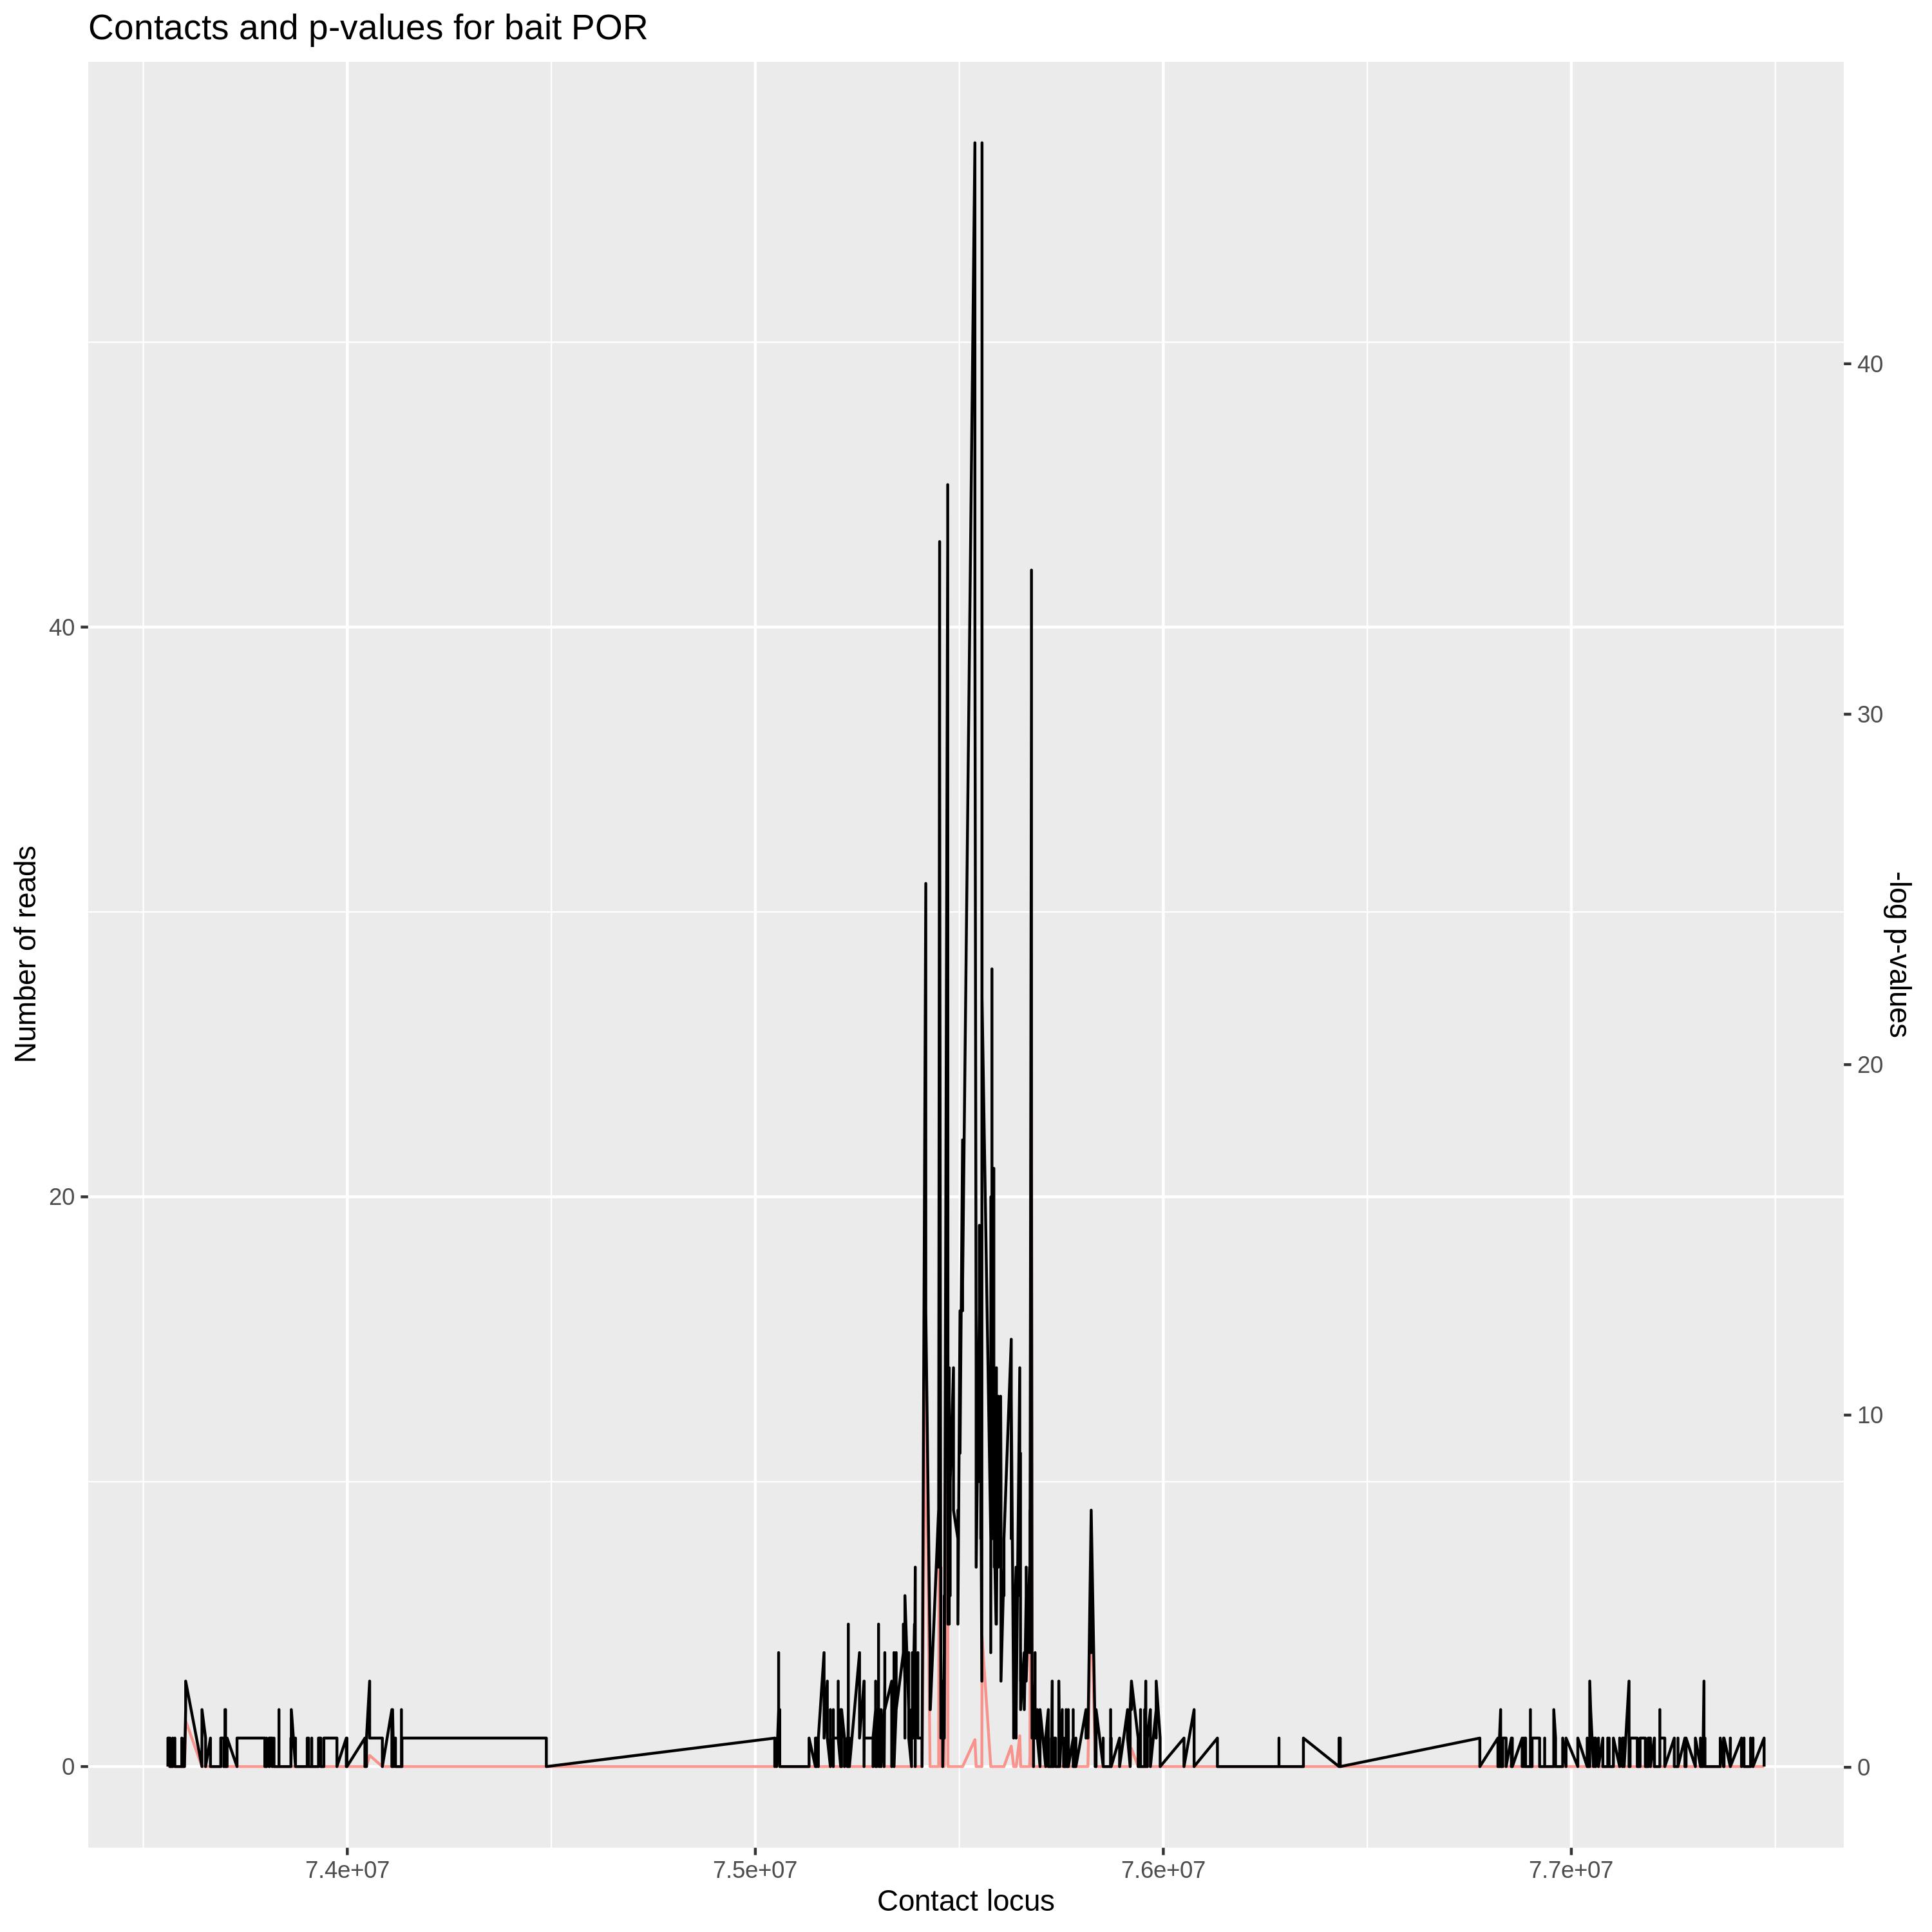 Contacts and p-values for bait POR
Number of reads
40
20
0
40
30
20
10
0
-log p-values
7.4e+07
7.5e+07
7.6e+07
7.7e+07
Contact locus